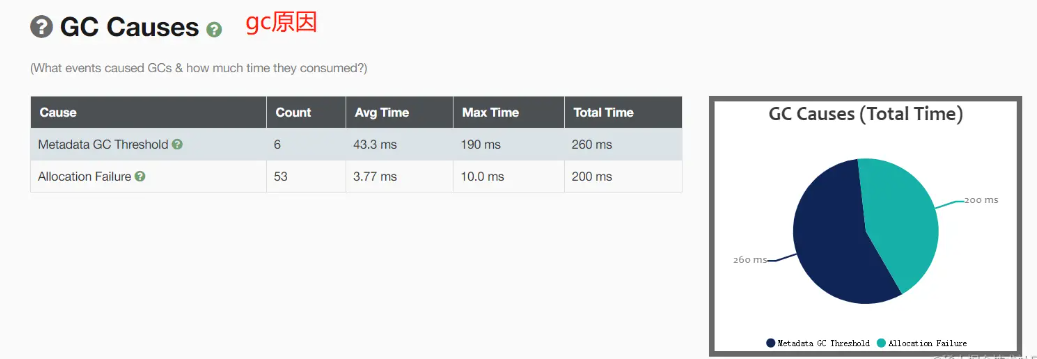 GC Causes
gc原因
(What events caused GCs & how much time they consumed?)
Cause Count Avg Time Max Time Total Time
Metadata GC Threshold 6 43.3 ms 190 ms 260 ms
Allocation Failure 53 3.77 ms 10.0 ms 200 ms
GC Causes (Total Time)
200 ms
260 ms
Metadata GC Threshold Allocation Failure